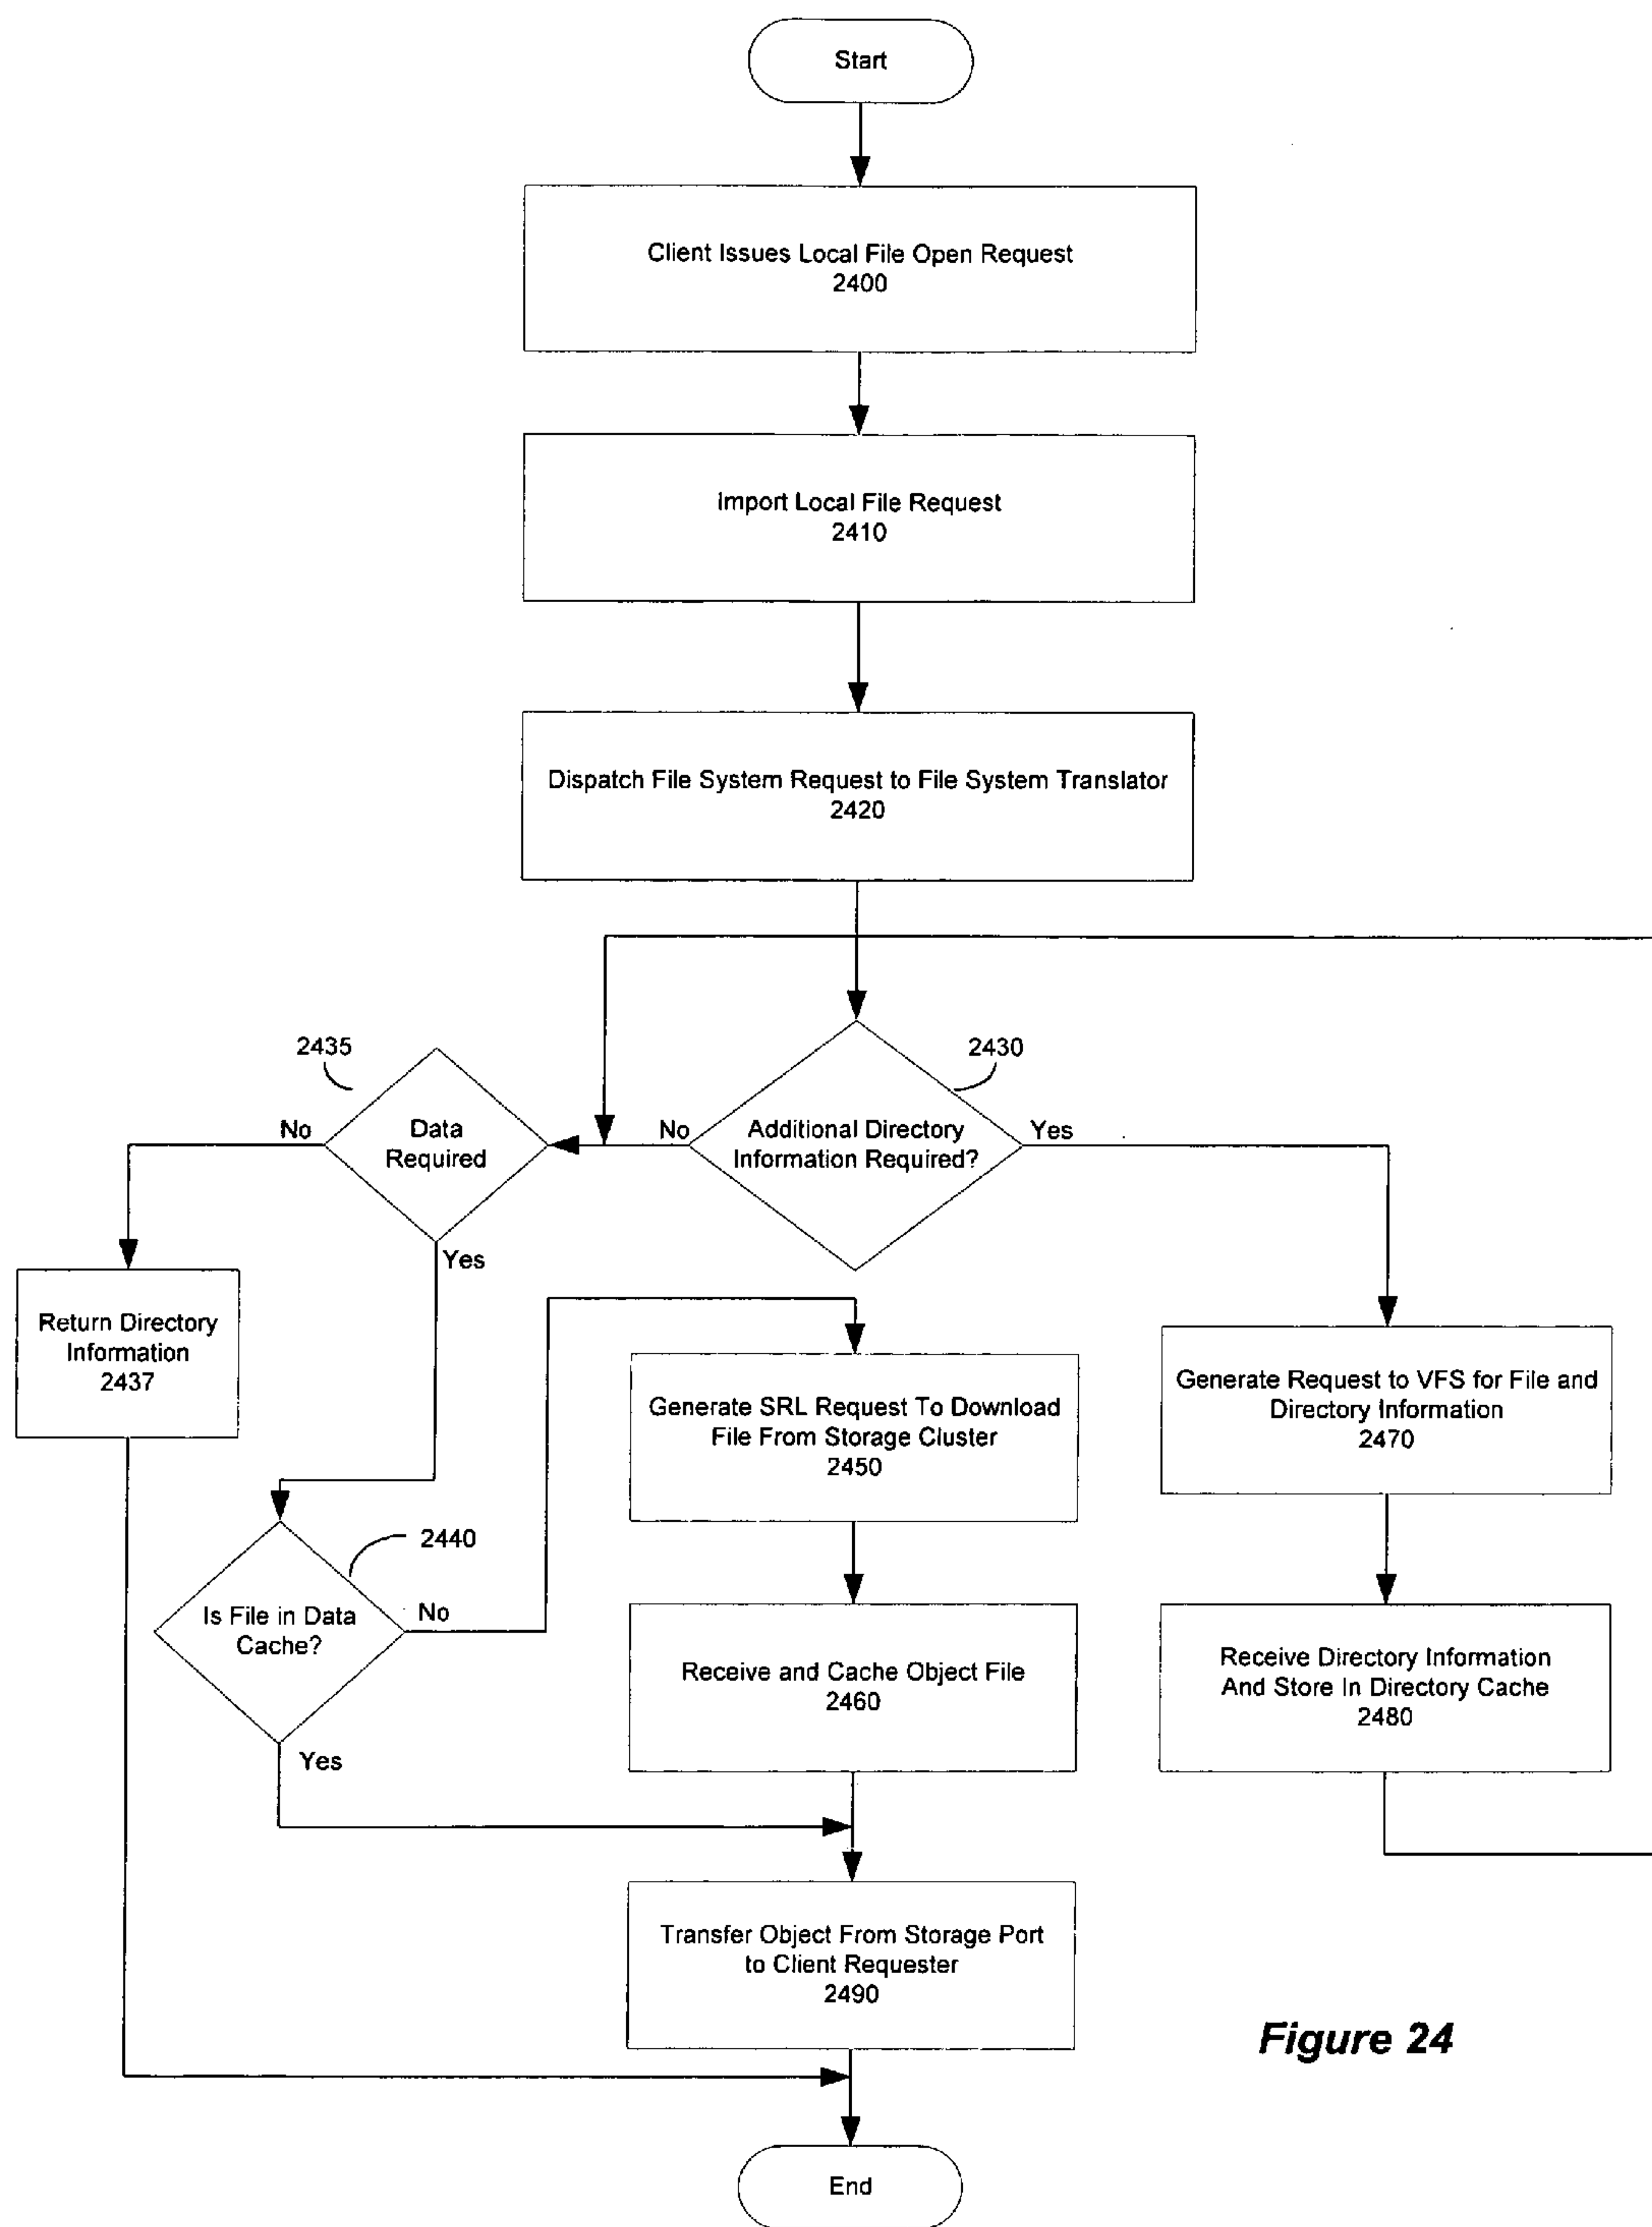 Start
Client Issues Local File Open Request
2400
Import Local File Request
2410
Dispatch File System Request to File System Translator
2420
2435
2430
No
Data
Required
No
Additional Directory
Information Required?
Yes
Yes
Return Directory
Information
2437
Generate SRL Request To Download
File From Storage Cluster
2450
Generate Request to VFS for File and
Directory Information
2470
2440
Is File in Data
Cache?
No
Receive and Cache Object File
2460
Receive Directory Information
And Store In Directory Cache
2480
Yes
Transfer Object From Storage Port
to Client Requester
2490
Figure 24
End